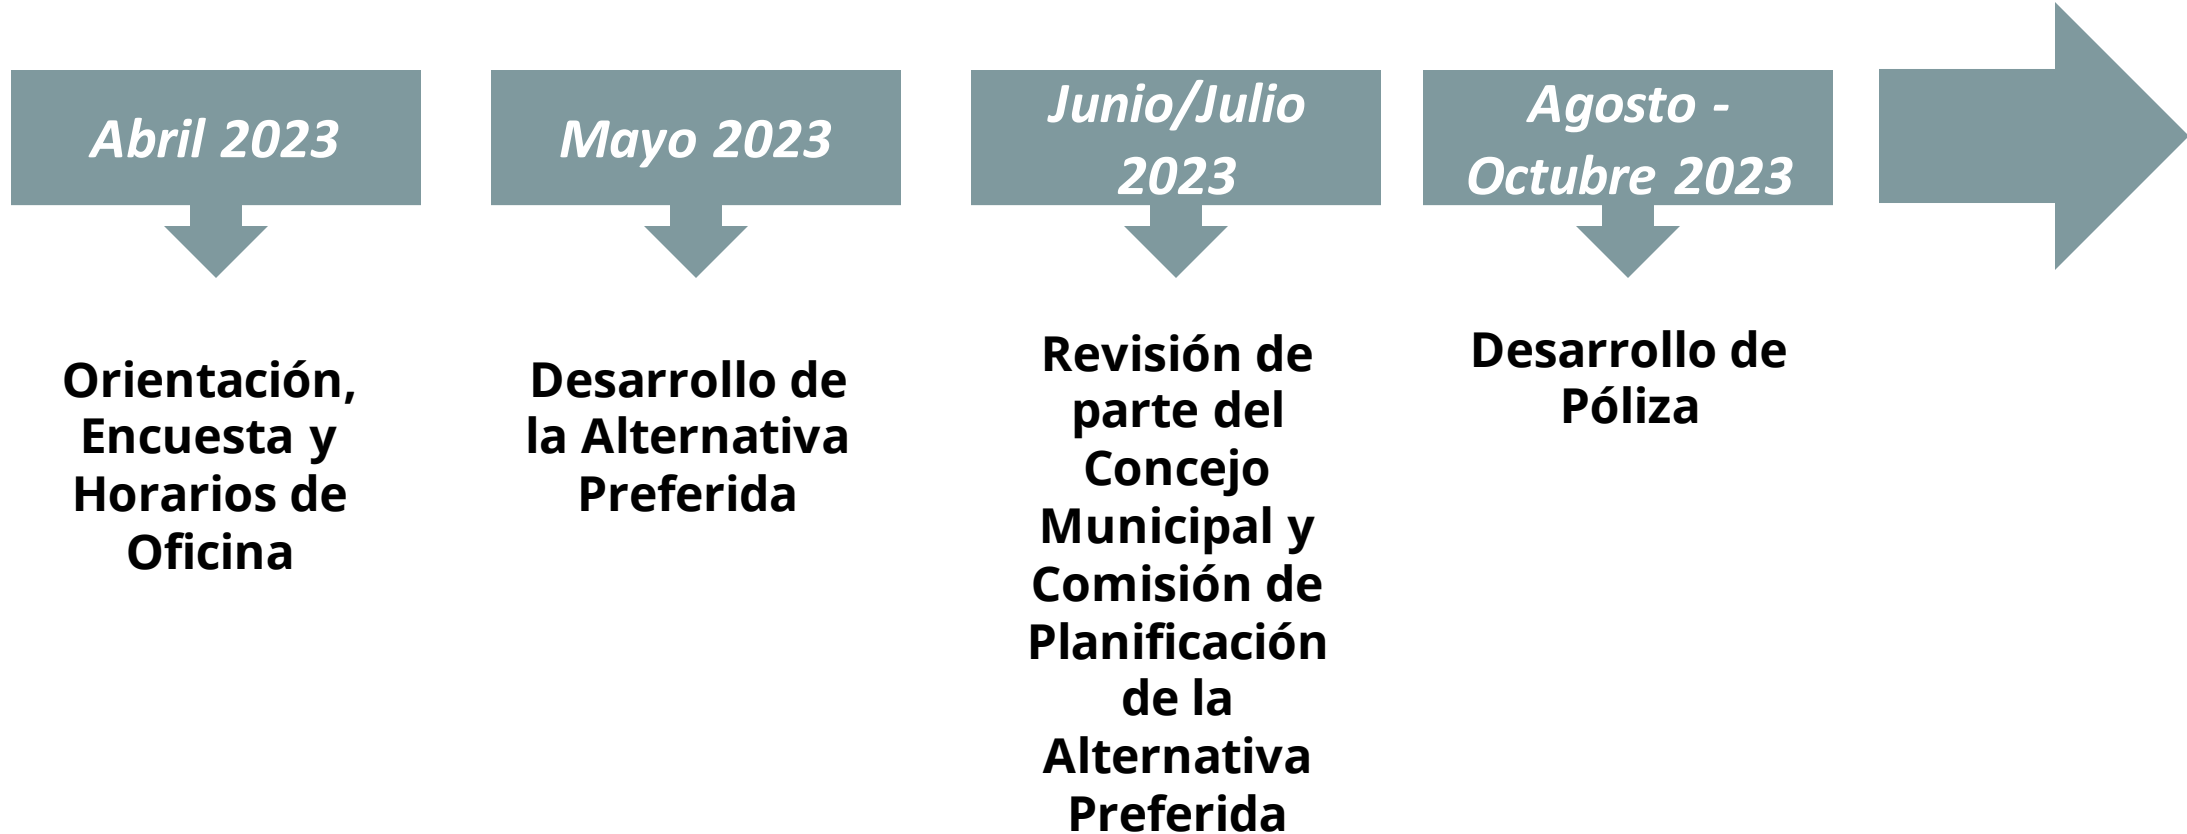 Abril 2023
Orientación,
Encuesta y
Horarios de
Oficina
Mayo 2023
Desarrollo de
la Alternativa
Preferida
Junio/Julio
2023
Revisión de
parte del
Concejo
Municipal y
Comisión de
Planificación
de la
Alternativa
Preferida
Agosto -
Octubre 2023
Desarrollo de
Póliza